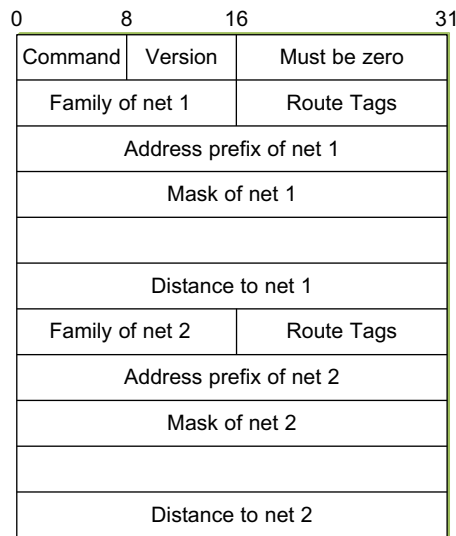 0 8 16 31
Command Version Must be zero
Family of net 1 Route Tags
Address prefix of net 1
Mask of net 1
Distance to net 1
Family of net 2 Route Tags
Address prefix of net 2
Mask of net 2
Distance to net 2